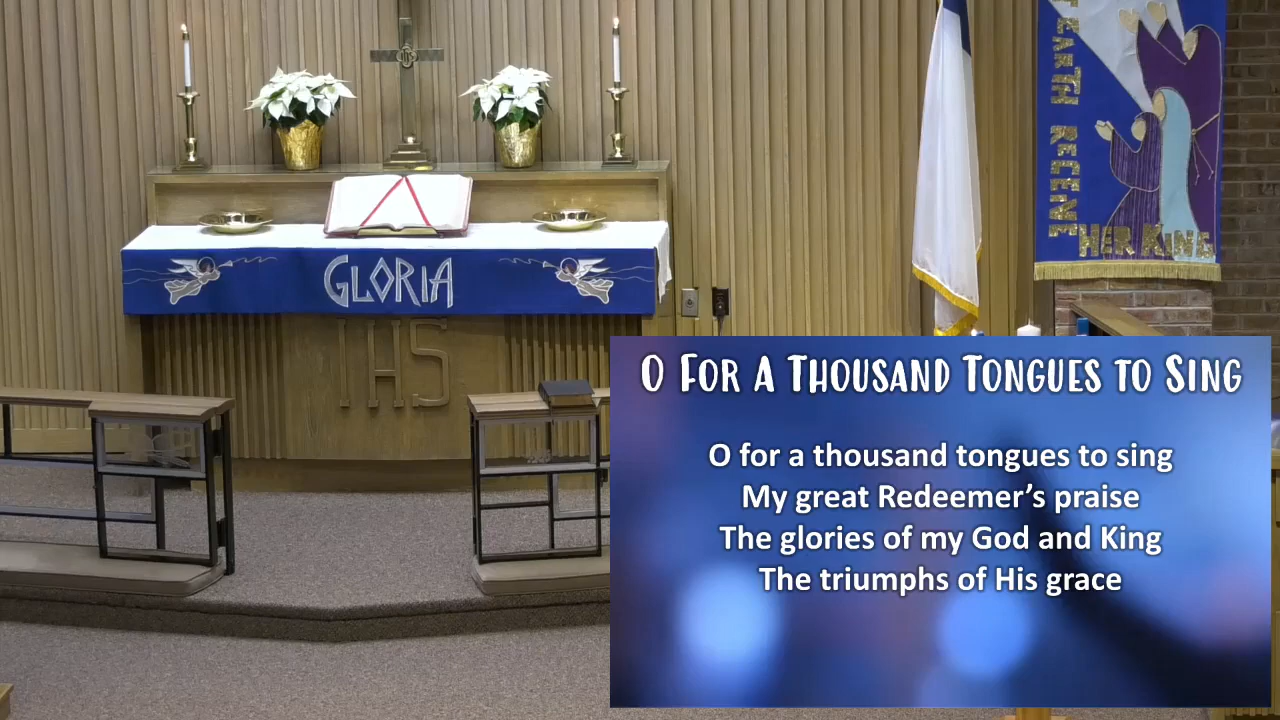 EARTH RECEIVE
HER KING
GLORIA
IHS
O FOR A THOUSAND TONGUES TO SING
O for a thousand tongues to sing
My great Redeemer’s praise
The glories of my God and King
The triumphs of His grace